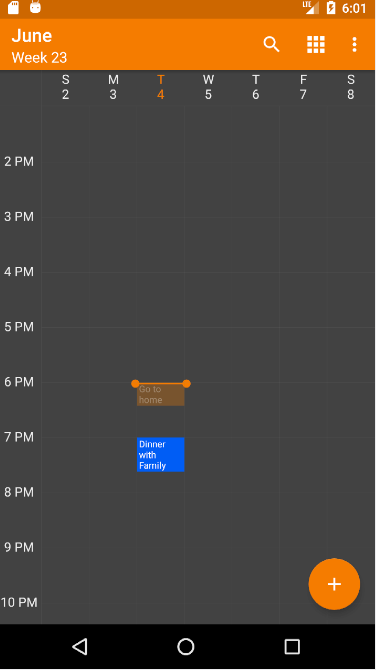 LTE 6:01
June
Week 23
S M T W T F S
2 3 4 5 6 7 8
2 PM
3 PM
4 PM
5 PM
6 PM
Go to
home
7 PM
Dinner
with
Family
8 PM
9 PM
10 PM